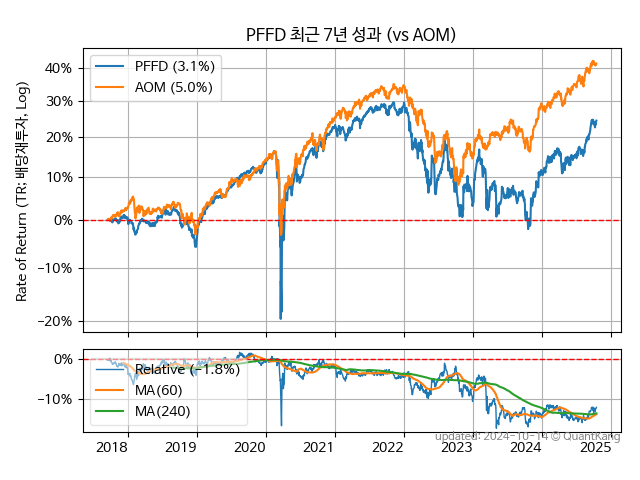 PFFD 최근 7년 성과 (vs AOM)
Rate of Return (TR: 배당재투자, Log)
40%
30%
20%
10%
0%
−10%
−20%
PFFD (3.1%)
AOM (5.0%)
0%
−10%
Relative (−1.8%)
MA(60)
MA(240)
updated: 2024-10-14 © QuantKang
2018
2019
2020
2021
2022
2023
2024
2025